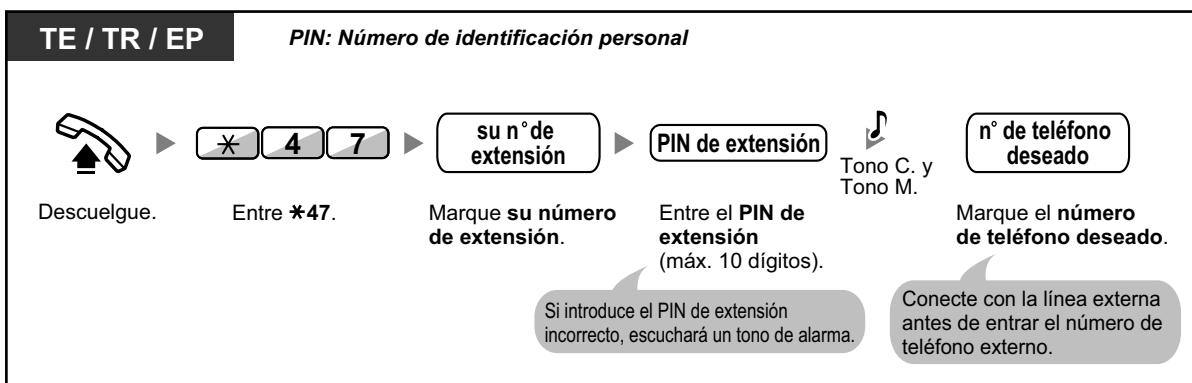 TE / TR / EP
PIN: Número de identificación personal
✳ 4 7
su n° de
extensión
PIN de extensión
Tono C. y
Tono M.
n° de teléfono
deseado
Descuelgue.
Entre ✳47.
Marque su número
de extensión.
Entre el PIN de
extensión
(máx. 10 dígitos).
Marque el número
de teléfono deseado.
Si introduce el PIN de extensión
incorrecto, escuchará un tono de alarma.
Conecte con la línea externa
antes de entrar el número de
teléfono externo.